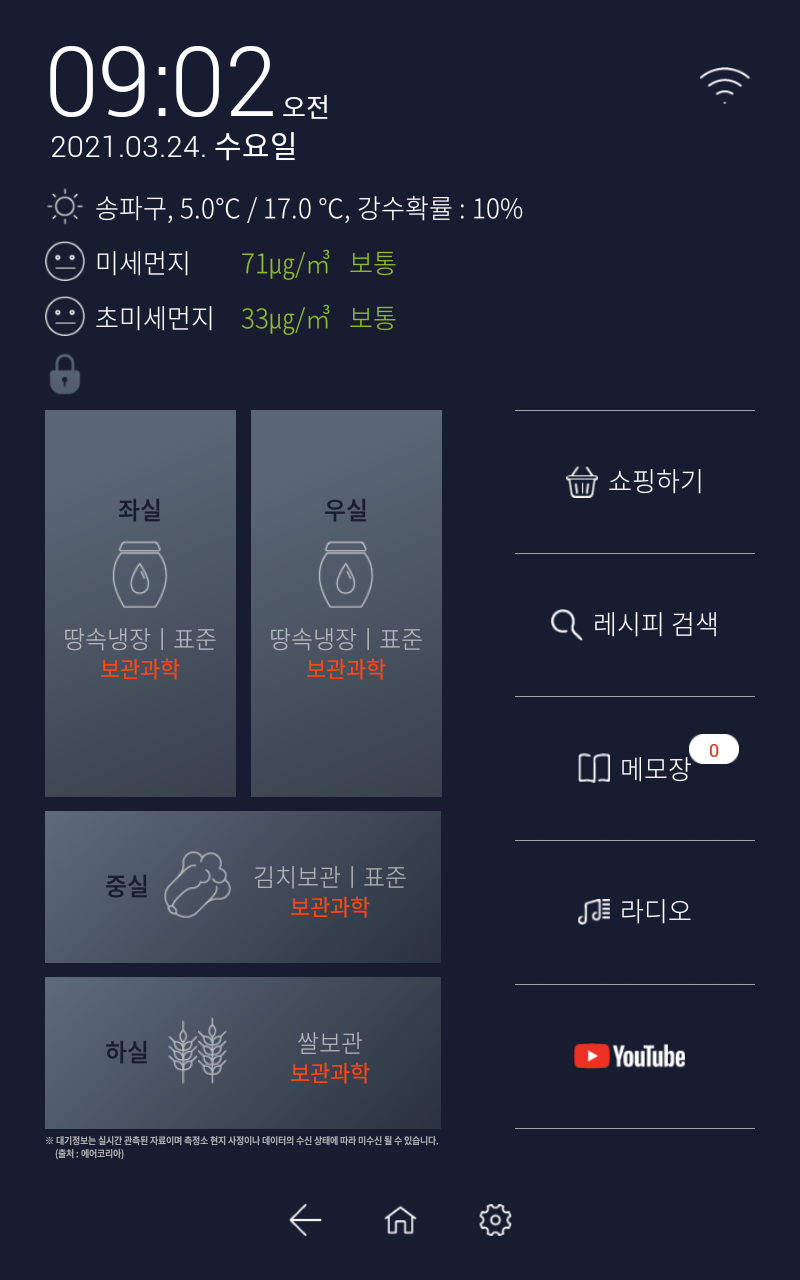 09:02 오전
2021.03.24. 수요일
송파구, 5.0°C / 17.0 °C, 강수확률 : 10%
미세먼지 71μg/㎥ 보통
초미세먼지 33μg/㎥ 보통
좌실
땅속냉장 | 표준
보관과학
우실
땅속냉장 | 표준
보관과학
중실
김치보관 | 표준
보관과학
하실
쌀보관
보관과학
※ 대기정보는 실시간 관측된 자료이며 측정소 현지 사정이나 데이터의 수신 상태에 따라 미수신 될 수 있습니다.
(출처 : 에어코리아)
쇼핑하기
레시피 검색
메모장
0
라디오
YouTube